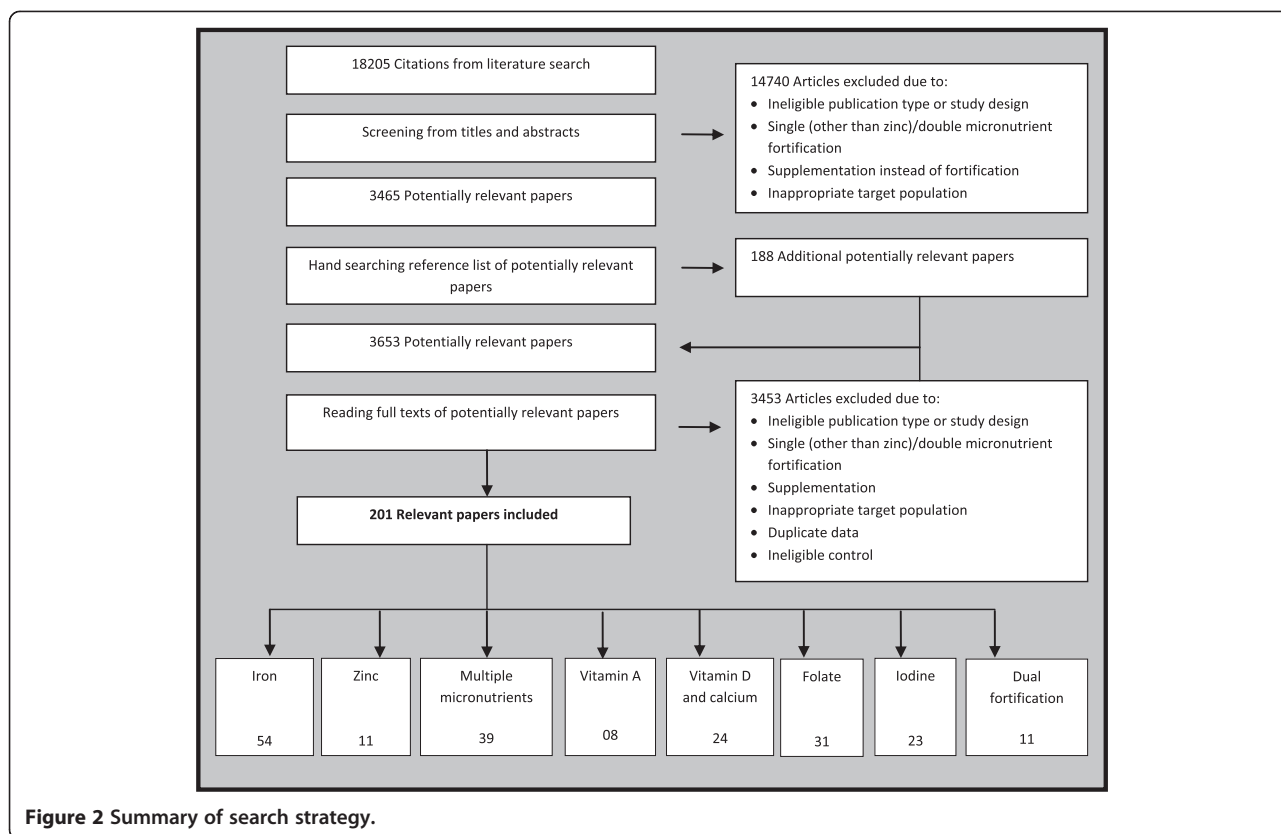 18205 Citations from literature search
14740 Articles excluded due to:
• Ineligible publication type or study design
• Single (other than zinc)/double micronutrient
fortification
• Supplementation instead of fortification
• Inappropriate target population
Screening from titles and abstracts
3465 Potentially relevant papers
Hand searching reference list of potentially relevant
papers
188 Additional potentially relevant papers
3653 Potentially relevant papers
Reading full texts of potentially relevant papers
3453 Articles excluded due to:
• Ineligible publication type or study design
• Single (other than zinc)/double micronutrient
fortification
• Supplementation
• Inappropriate target population
• Duplicate data
• Ineligible control
201 Relevant papers included
Iron
54
Zinc
11
Multiple
micronutrients
39
Vitamin A
08
Vitamin D
and calcium
24
Folate
31
Iodine
23
Dual
fortification
11
Figure 2 Summary of search strategy.